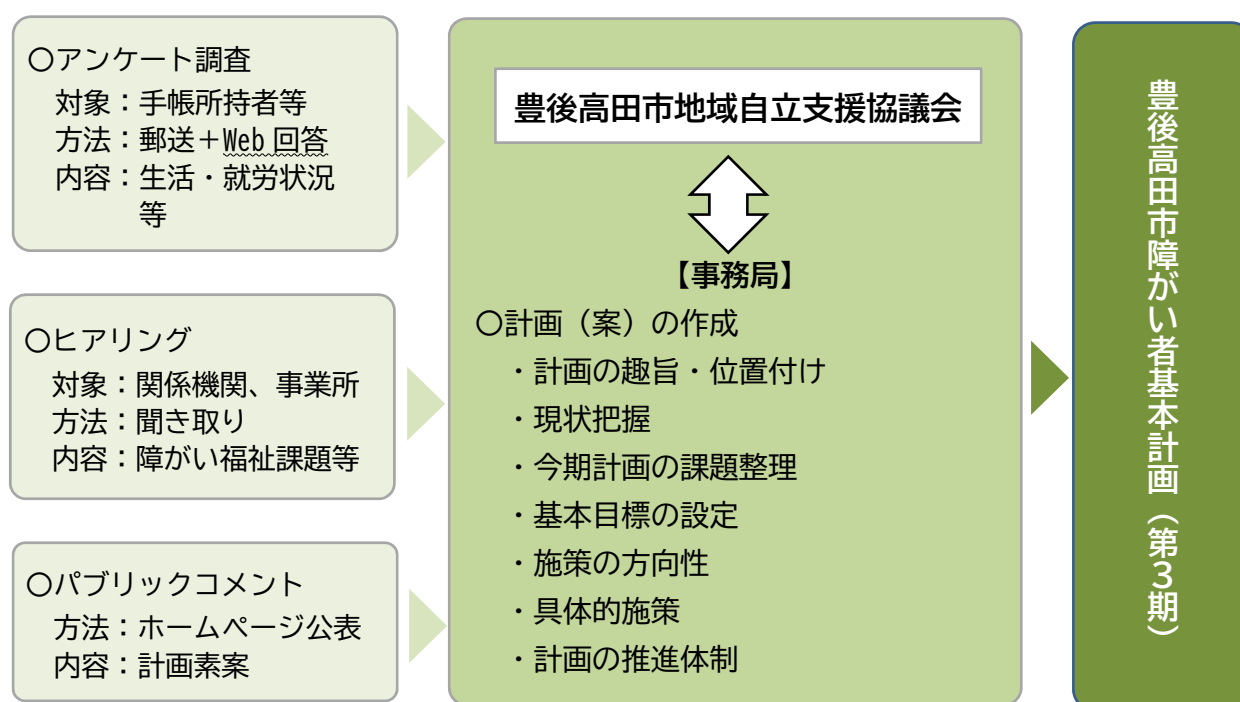 〇アンケート調査
対象：手帳所持者等
方法：郵送＋Web 回答
内容：生活・就労状況
等
〇ヒアリング
対象：関係機関、事業所
方法：聞き取り
内容：障がい福祉課題等
〇パブリックコメント
方法：ホームページ公表
内容：計画素案
豊後高田市地域自立支援協議会
【事務局】
〇計画（案）の作成
・計画の趣旨・位置付け
・現状把握
・今期計画の課題整理
・基本目標の設定
・施策の方向性
・具体的施策
・計画の推進体制
豊後高田市障がい者基本計画（第３期）